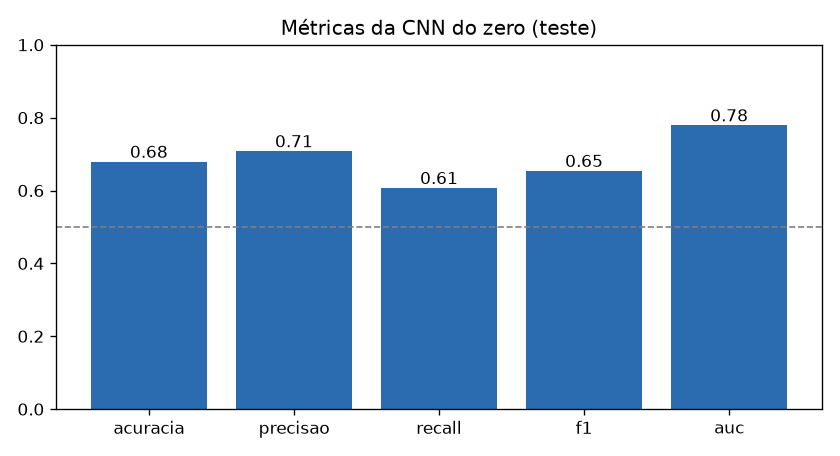 Métricas da CNN do zero (teste)
1.0
0.8
0.6
0.4
0.2
0.0
0.68
0.71
0.61
0.65
0.78
acuracia
precisao
recall
f1
auc